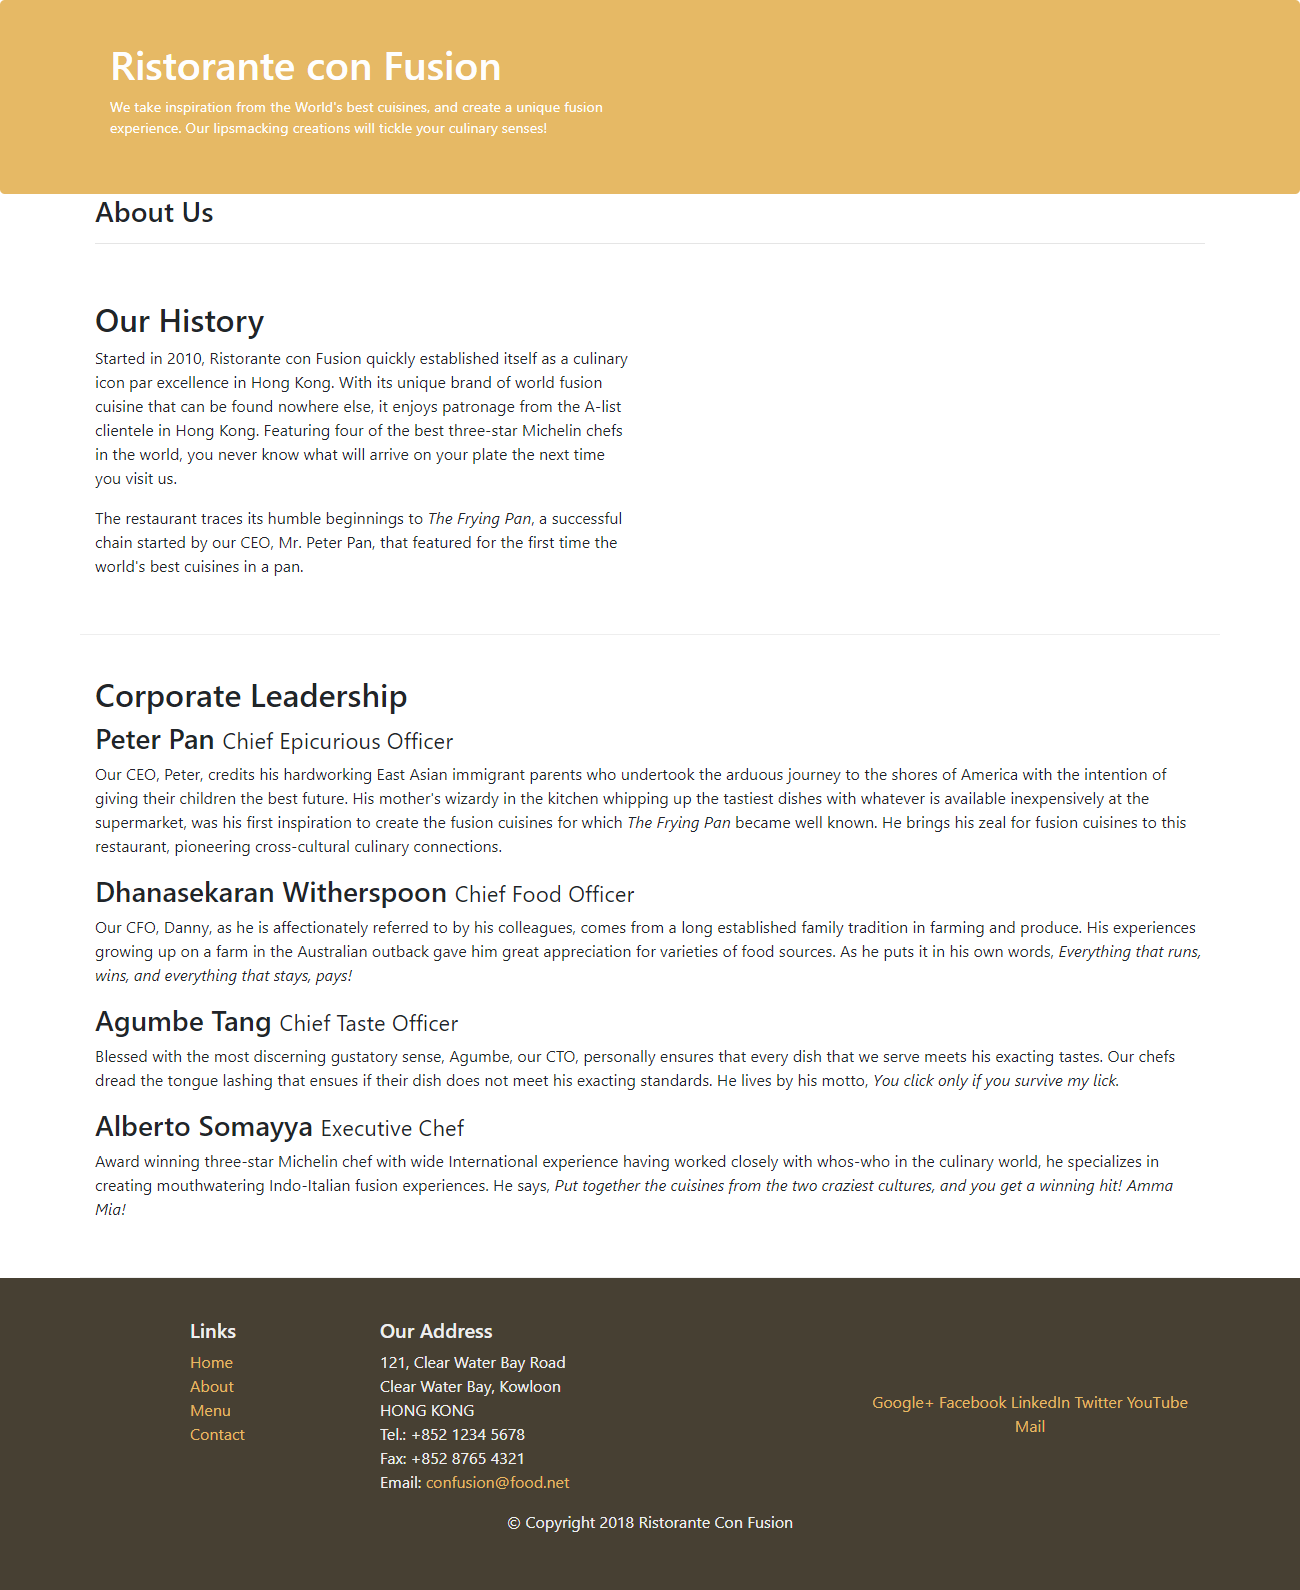 Ristorante con Fusion
We take inspiration from the World's best cuisines, and create a unique fusion
experience. Our lipsmacking creations will tickle your culinary senses!
About Us
Our History
Started in 2010, Ristorante con Fusion quickly established itself as a culinary
icon par excellence in Hong Kong. With its unique brand of world fusion
cuisine that can be found nowhere else, it enjoys patronage from the A-list
clientele in Hong Kong. Featuring four of the best three-star Michelin chefs
in the world, you never know what will arrive on your plate the next time
you visit us.
The restaurant traces its humble beginnings to The Frying Pan, a successful
chain started by our CEO, Mr. Peter Pan, that featured for the first time the
world's best cuisines in a pan.
Corporate Leadership
Peter Pan Chief Epicurious Officer
Our CEO, Peter, credits his hardworking East Asian immigrant parents who undertook the arduous journey to the shores of America with the intention of
giving their children the best future. His mother's wizardy in the kitchen whipping up the tastiest dishes with whatever is available inexpensively at the
supermarket, was his first inspiration to create the fusion cuisines for which The Frying Pan became well known. He brings his zeal for fusion cuisines to this
restaurant, pioneering cross-cultural culinary connections.
Dhanasekaran Witherspoon Chief Food Officer
Our CFO, Danny, as he is affectionately referred to by his colleagues, comes from a long established family tradition in farming and produce. His experiences
growing up on a farm in the Australian outback gave him great appreciation for varieties of food sources. As he puts it in his own words, Everything that runs,
wins, and everything that stays, pays!
Agumbe Tang Chief Taste Officer
Blessed with the most discerning gustatory sense, Agumbe, our CTO, personally ensures that every dish that we serve meets his exacting tastes. Our chefs
dread the tongue lashing that ensues if their dish does not meet his exacting standards. He lives by his motto, You click only if you survive my lick.
Alberto Somayya Executive Chef
Award winning three-star Michelin chef with wide International experience having worked closely with whos-who in the culinary world, he specializes in
creating mouthwatering Indo-Italian fusion experiences. He says, Put together the cuisines from the two craziest cultures, and you get a winning hit! Amma
Mia!
Links
Home
About
Menu
Contact
Our Address
121, Clear Water Bay Road
Clear Water Bay, Kowloon
HONG KONG
Tel.: +852 1234 5678
Fax: +852 8765 4321
Email: confusion@food.net
Google+ Facebook LinkedIn Twitter YouTube
Mail
© Copyright 2018 Ristorante Con Fusion